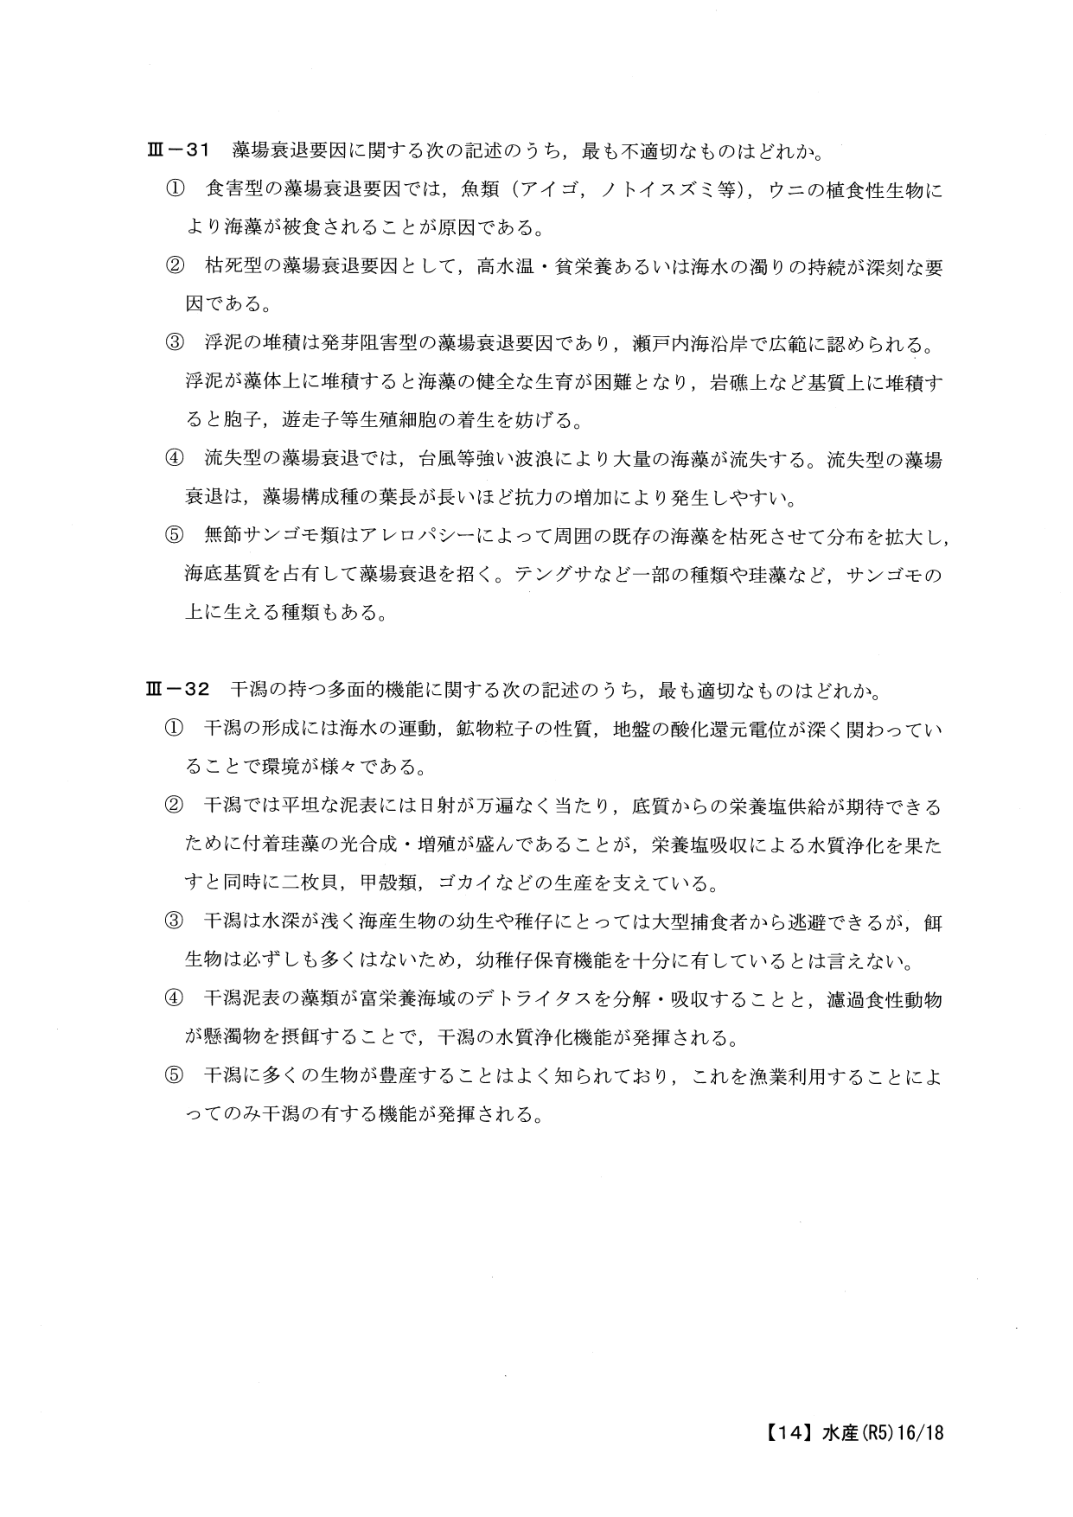 Ⅲ－31　藻場衰退要因に関する次の記述のうち，最も不適切なものはどれか。
①　食害型の藻場衰退要因では，魚類（アイゴ，ノトイスズミ等），ウニの植食性生物に
より海藻が被食されることが原因である。
②　枯死型の藻場衰退要因として，高水温・貧栄養あるいは海水の濁りの持続が深刻な要
因である。
③　浮泥の堆積は発芽阻害型の藻場衰退要因であり，瀬戸内海沿岸で広範に認められる。
浮泥が藻体上に堆積すると海藻の健全な生育が困難となり，岩礁上など基質上に堆積す
ると胞子，遊走子等生殖細胞の着生を妨げる。
④　流失型の藻場衰退では，台風等強い波浪により大量の海藻が流失する。流失型の藻場
衰退は，藻場構成種の葉長が長いほど抗力の増加により発生しやすい。
⑤　無節サンゴモ類はアレロパシーによって周囲の既存の海藻を枯死させて分布を拡大し，
海底基質を占有して藻場衰退を招く。テングサなど一部の種類や珪藻など，サンゴモの
上に生える種類もある。
Ⅲ－32　干潟の持つ多面的機能に関する次の記述のうち，最も適切なものはどれか。
①　干潟の形成には海水の運動，鉱物粒子の性質，地盤の酸化還元電位が深く関わってい
ることで環境が様々である。
②　干潟では平坦な泥表には日射が万遍なく当たり，底質からの栄養塩供給が期待できる
ために付着珪藻の光合成・増殖が盛んであることが，栄養塩吸収による水質浄化を果た
すと同時に二枚貝，甲殻類，ゴカイなどの生産を支えている。
③　干潟は水深が浅く海産生物の幼生や稚仔にとっては大型捕食者から逃避できるが，餌
生物は必ずしも多くはないため，幼稚仔保育機能を十分に有しているとは言えない。
④　干潟泥表の藻類が富栄養海域のデトライタスを分解・吸収することと，濾過食性動物
が懸濁物を摂餌することで，干潟の水質浄化機能が発揮される。
⑤　干潟に多くの生物が豊産することはよく知られており，これを漁業利用することによ
ってのみ干潟の有する機能が発揮される。
【14】水産(R5)16/18